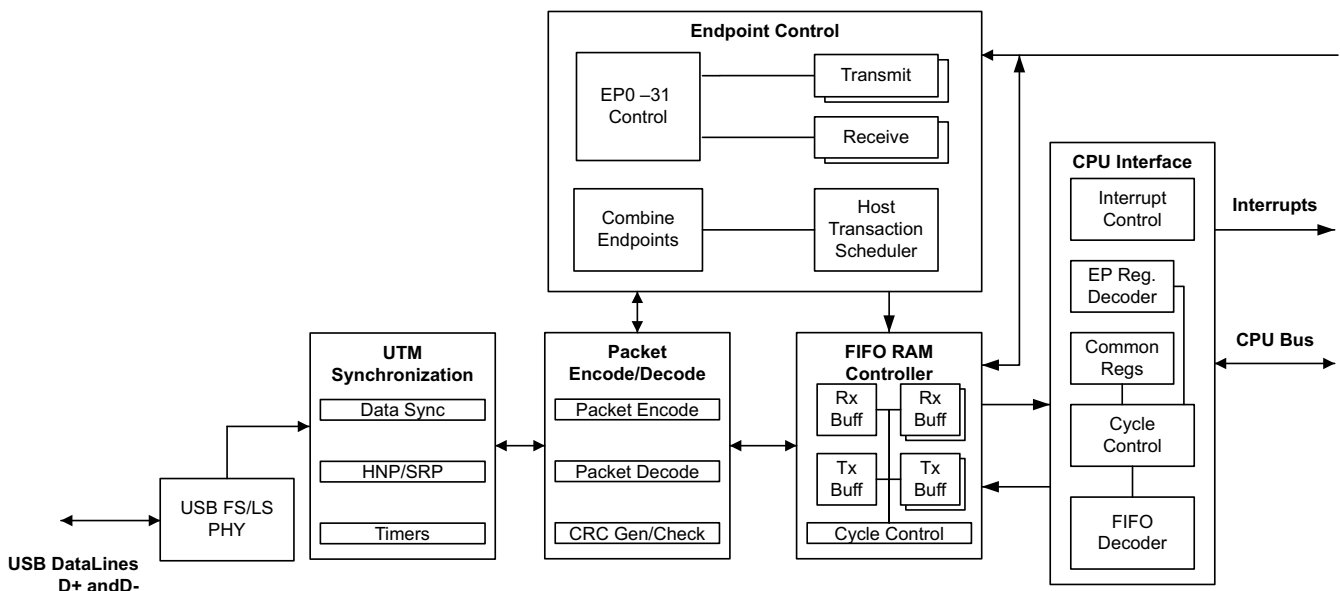 Endpoint Control
EP0 –31
Control
Transmit
Receive
Combine
Endpoints
Host
Transaction
Scheduler
CPU Interface
Interrupt
Control
Interrupts
EP Reg.
Decoder
Common
Regs
CPU Bus
Cycle
Control
FIFO
Decoder
UTM
Synchronization
Data Sync
HNP/SRP
Timers
Packet
Encode/Decode
Packet Encode
Packet Decode
CRC Gen/Check
FIFO RAM
Controller
Rx
Buff
Rx
Buff
Tx
Buff
Tx
Buff
Cycle Control
USB FS/LS
PHY
USB DataLines
D+ andD-